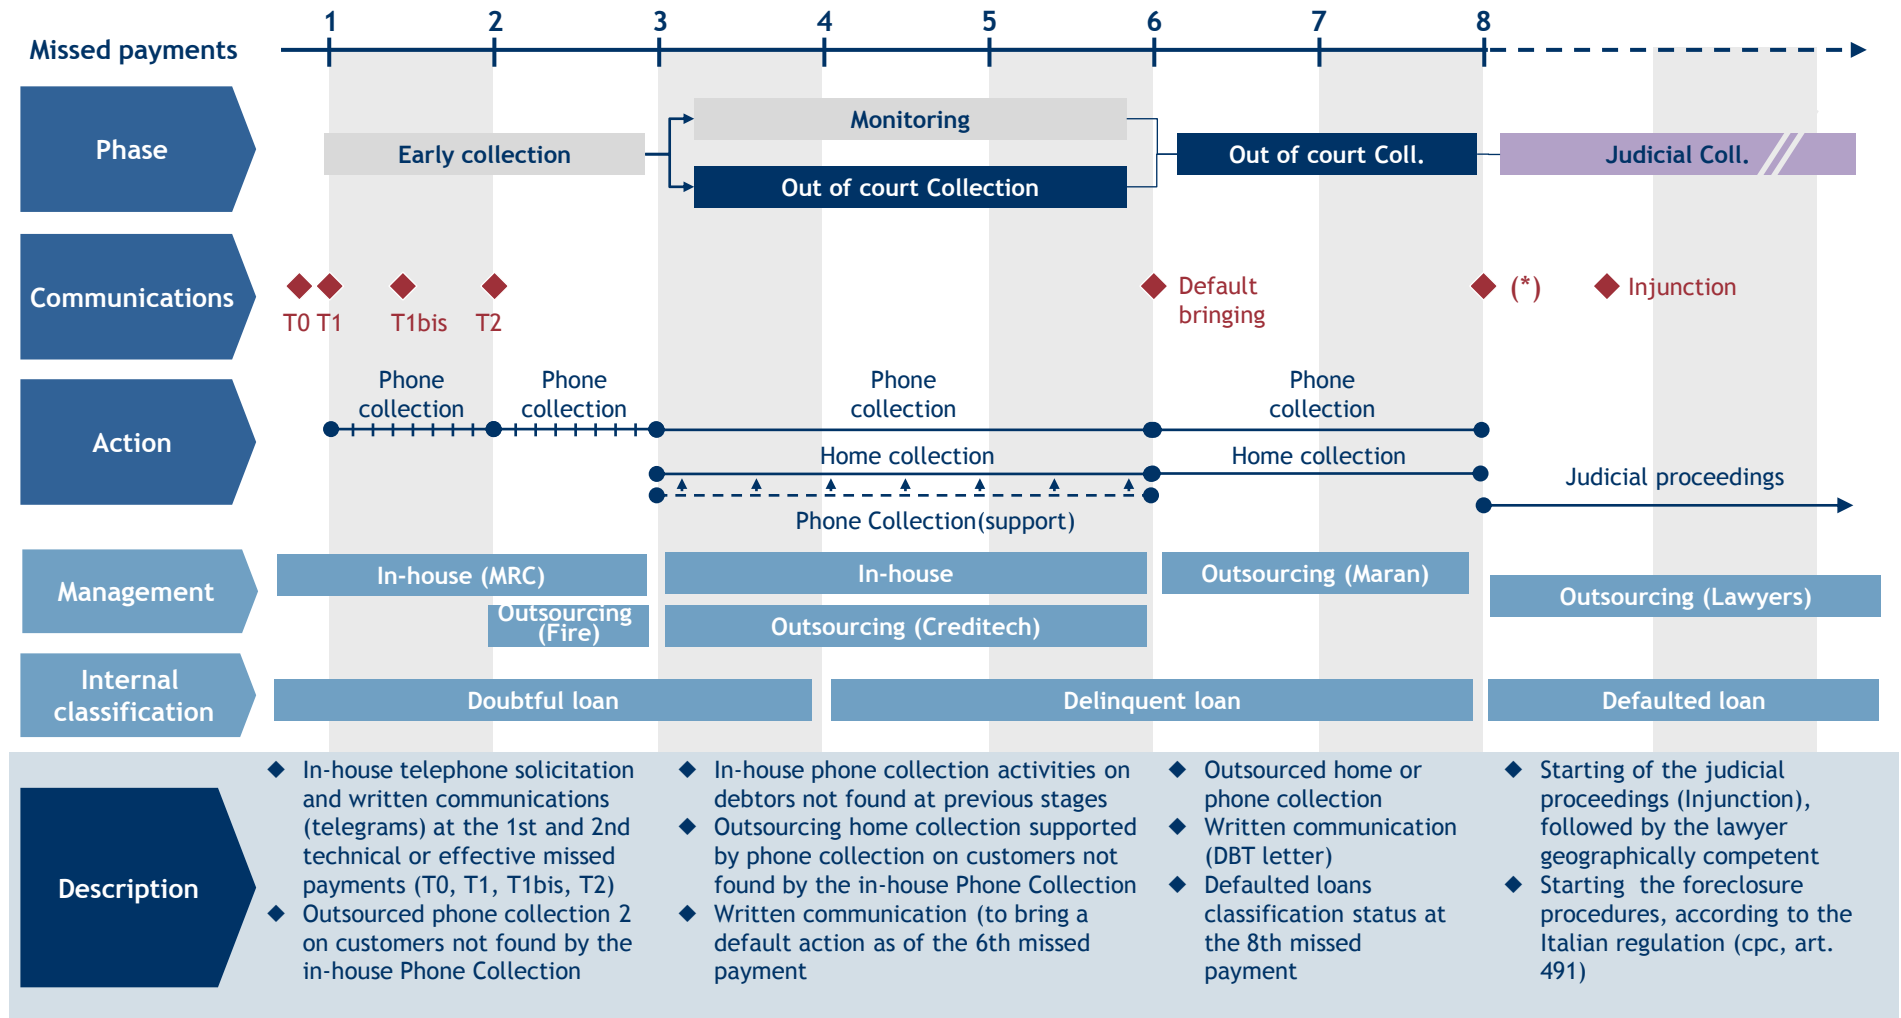 1 2 3 4 5 6 7 8
Missed payments
Phase
Early collection
Monitoring
Out of court Collection
Out of court Coll.
Judicial Coll.
Communications
T0 T1
T1bis
T2
Default
bringing
(*)
Injunction
Action
Phone
collection
Phone
collection
Phone
collection
Phone
collection
Home collection
Home collection
Phone Collection(support)
Judicial proceedings
Management
In-house (MRC)
Outsourcing
(Fire)
In-house
Outsourcing (Creditech)
Outsourcing (Maran)
Outsourcing (Lawyers)
Internal
classification
Doubtful loan
Delinquent loan
Defaulted loan
Description
◆ In-house telephone solicitation
and written communications
(telegrams) at the 1st and 2nd
technical or effective missed
payments (T0, T1, T1bis, T2)
◆ Outsourced phone collection 2
on customers not found by the
in-house Phone Collection
◆ In-house phone collection activities on
debtors not found at previous stages
◆ Outsourcing home collection supported
by phone collection on customers not
found by the in-house Phone Collection
◆ Written communication (to bring a
default action as of the 6th missed
payment
◆ Outsourced home or
phone collection
◆ Written communication
(DBT letter)
◆ Defaulted loans
classification status at
the 8th missed
payment
◆ Starting of the judicial
proceedings (Injunction),
followed by the lawyer
geographically competent
◆ Starting the foreclosure
procedures, according to the
Italian regulation (cpc, art.
491)